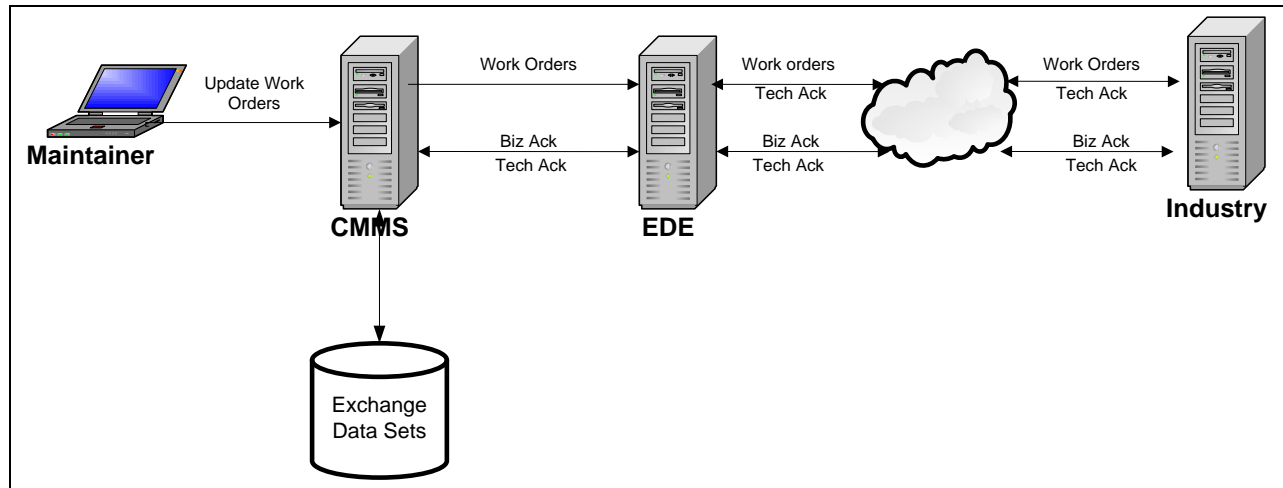 Update Work
Orders
Maintainer
Work Orders
Biz Ack
Tech Ack
CMMS
Work orders
Tech Ack
Biz Ack
Tech Ack
EDE
Work Orders
Tech Ack
Biz Ack
Tech Ack
Industry
Exchange
Data Sets